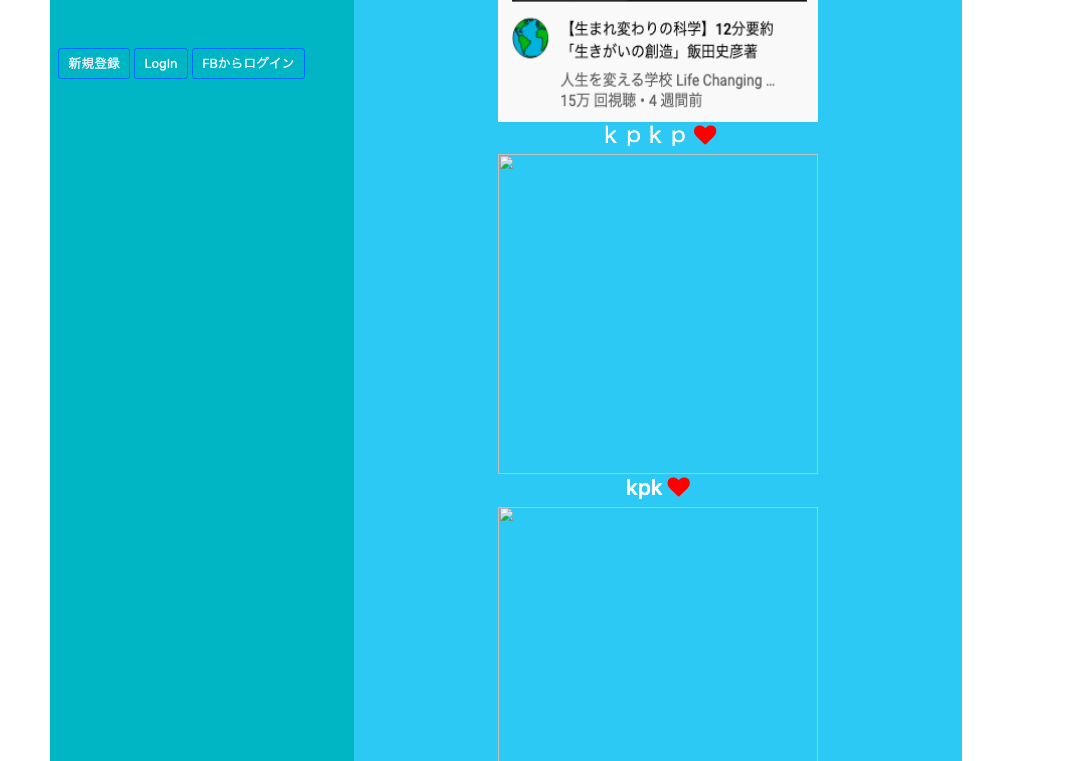 【生まれ変わりの科学】12分要約
「生きがいの創造」飯田史彦著
人生を変える学校 Life Changing ...
15万 回視聴・4 週間前
新規登録 LogIn FBからログイン
ｋｐｋｐ
kpk